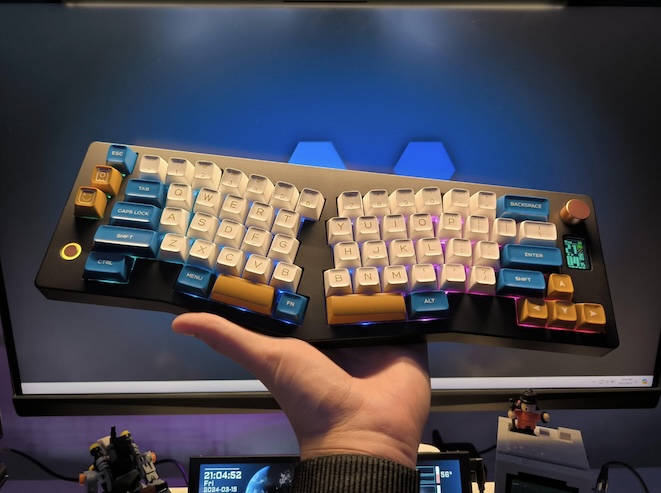 ESC
BACKSPACE
TAB
Q W E R T
Y U I O P
CAPS LOCK
A S D F G
H J K L
ENTER
SHIFT
Z X C V B
B N M
SHIFT
CTRL
MENU
FN
ALT
21:04:52
Fri
2024-03-15
56°